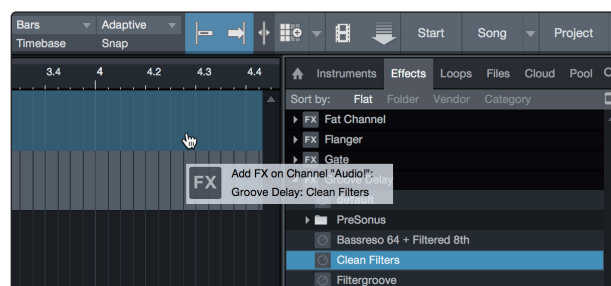 Bars Adaptive
Timebase Snap
Start Song Project
3.4 4 4.2 4.3 4.4
Instruments Effects Loops Files Cloud Pool
Sort by: Flat Folder Vendor Category
FX Fat Channel
FX Flanger
FX Gate
FX Add FX on Channel "Audio!":
Groove Delay: Clean Filters
Groove Delay
default
PreSonus
Bassreso 64 + Filtered 8th
Clean Filters
Filtergroove